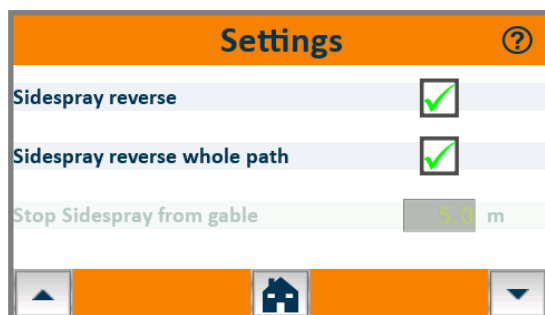 Settings ?
Sidespray reverse
Sidespray reverse whole path
Stop Sidespray from gable 5.0 m